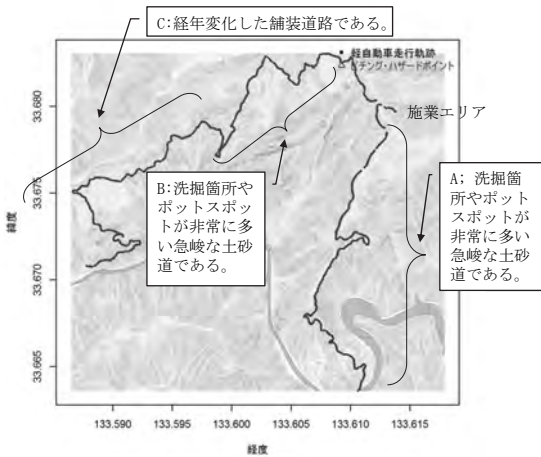 C:経年変化した舗装道路である。
軽自動車走行軌跡
ピチング・ハザードポイント
施業エリア
B:洗掘箇所や
ポットスポッ
トが非常に多
い急峻な土砂
道である。
A; 洗掘箇
所やポット
スポットが
非常に多い
急峻な土砂
道である。
緯度
33.680
33.675
33.670
33.665
133.590
133.595
133.600
133.605
133.610
133.615
経度